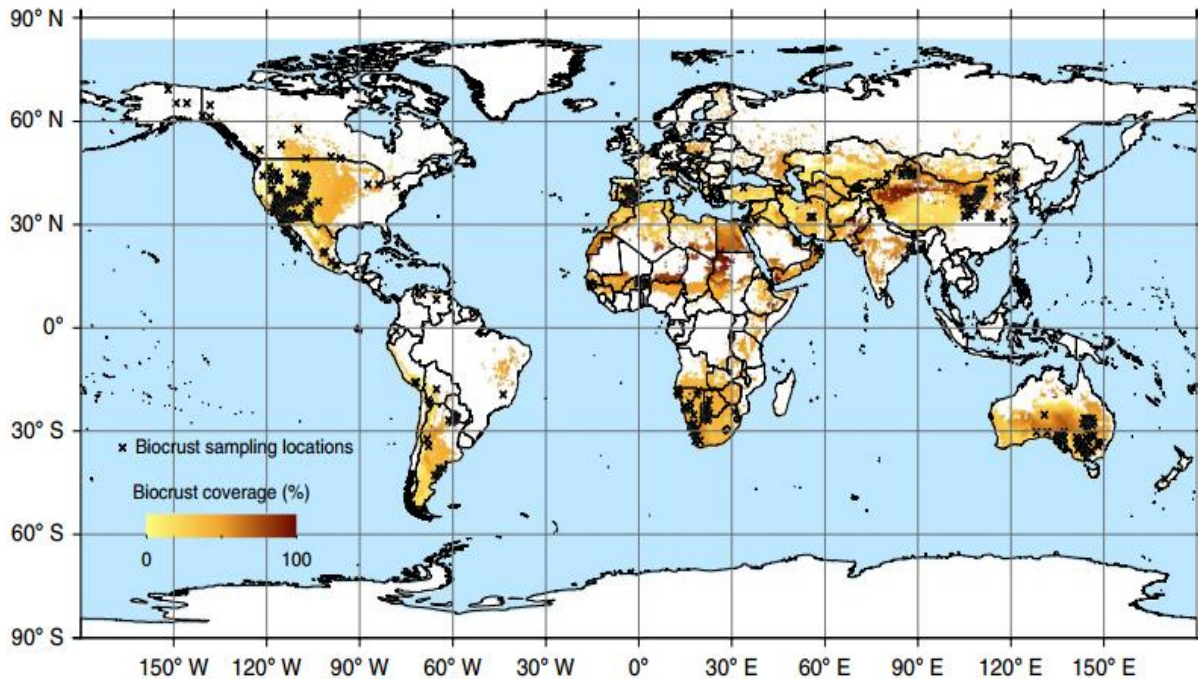 90° N
60° N
30° N
0°
30° S
× Biocrust sampling locations
Biocrust coverage (%)
0 100
60° S
90° S
150° W 120° W 90° W 60° W 30° W 0° 30° E 60° E 90° E 120° E 150° E